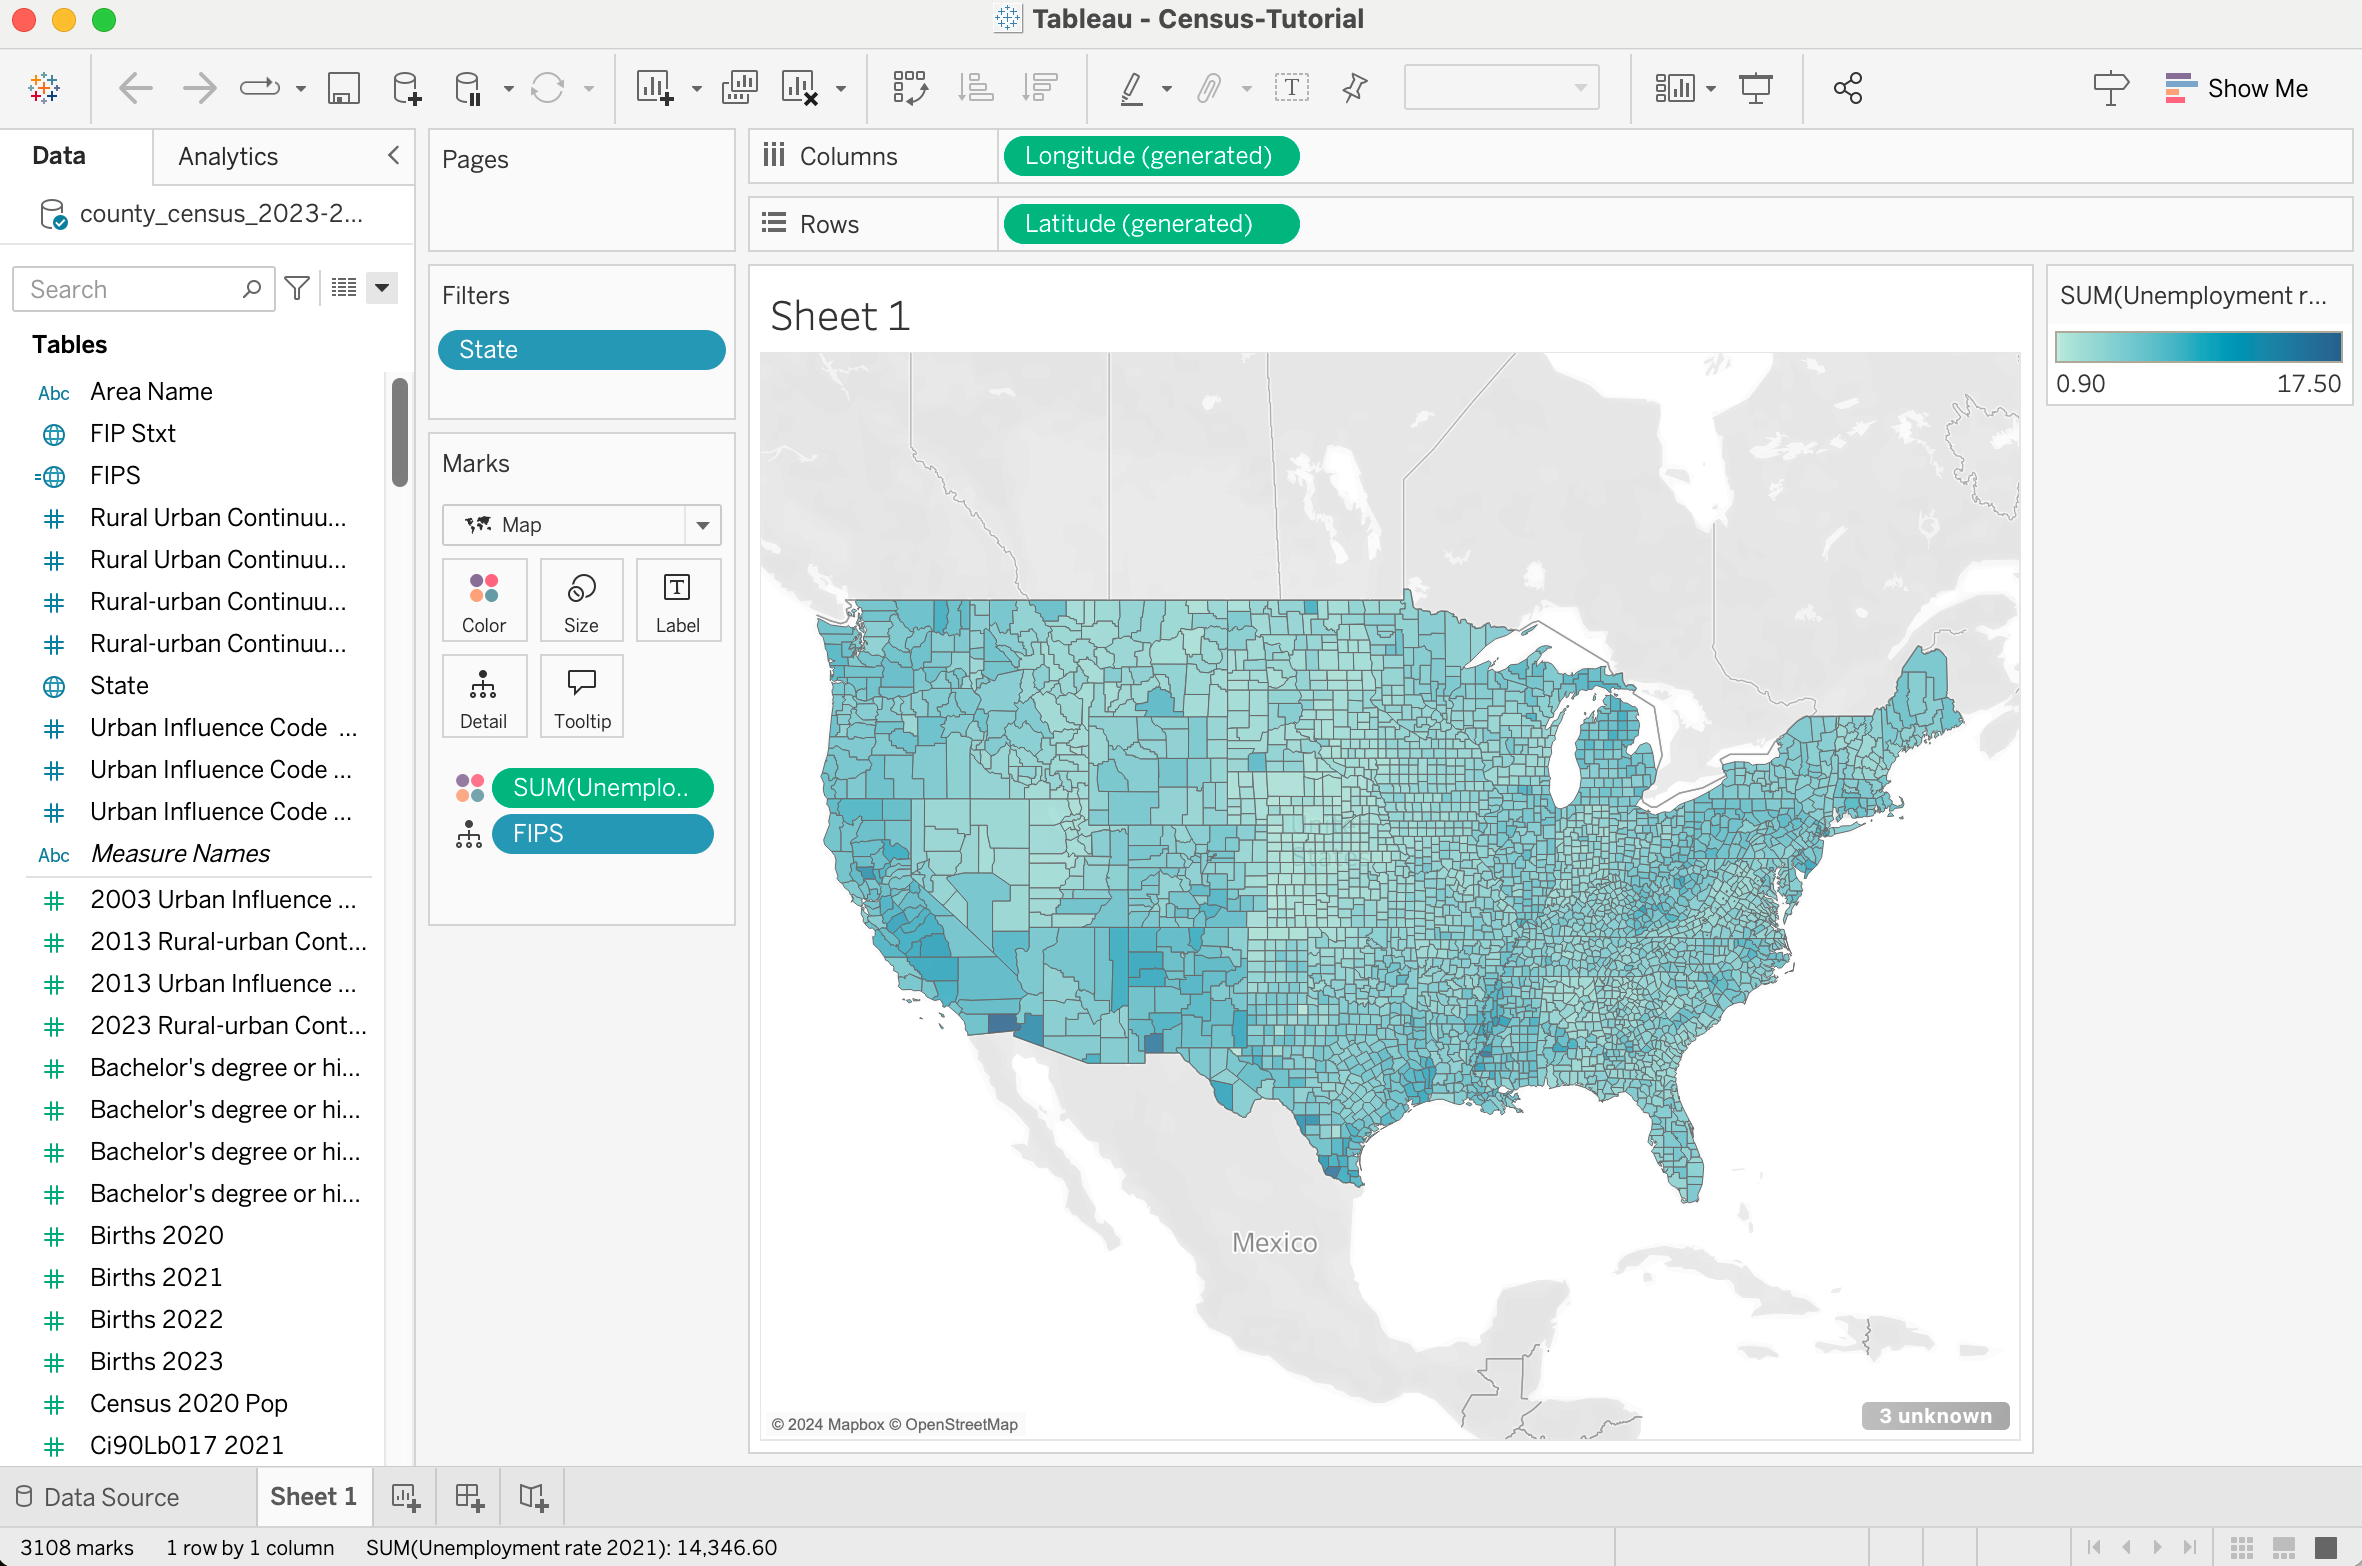 Tableau - Census-Tutorial
Show Me
Data
Analytics
Pages
Columns
Longitude (generated)
county_census_2023-2...
Rows
Latitude (generated)
Search
Filters
State
Sheet 1
SUM(Unemployment r...
0.90
17.50
Tables
Abc Area Name
FIP Stxt
FIPS
Rural Urban Continuu...
Rural Urban Continuu...
Rural-urban Continuu...
Rural-urban Continuu...
State
Urban Influence Code ...
Urban Influence Code ...
Urban Influence Code ...
Abc Measure Names
2003 Urban Influence ...
2013 Rural-urban Cont...
2013 Urban Influence ...
2023 Rural-urban Cont...
Bachelor's degree or hi...
Bachelor's degree or hi...
Bachelor's degree or hi...
Bachelor's degree or hi...
Births 2020
Births 2021
Births 2022
Births 2023
Census 2020 Pop
Ci90Lb017 2021
Marks
Map
Color
Size
Label
Detail
Tooltip
SUM(Unemplo..
FIPS
Mexico
© 2024 Mapbox © OpenStreetMap
3 unknown
Data Source
Sheet 1
3108 marks
1 row by 1 column
SUM(Unemployment rate 2021): 14,346.60